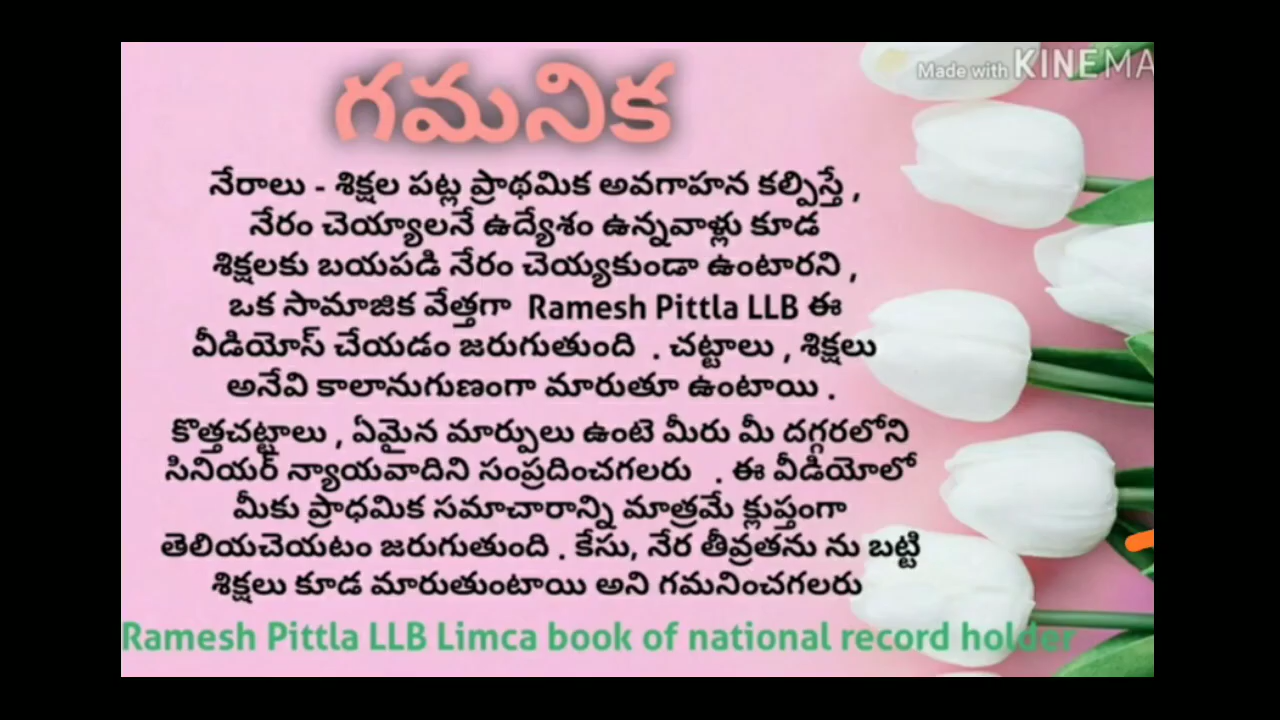 Made with KINEMA
గమనిక
నేరాలు - శిక్షల పట్ల ప్రాథమిక అవగాహన కల్పిస్తే ,
నేరం చెయ్యాలనే ఉద్యేశం ఉన్నవాళ్లు కూడ
శిక్షలకు బయపడి నేరం చెయ్యకుండా ఉంటారని ,
ఒక సామాజిక వేత్తగా Ramesh Pittla LLB ఈ
వీడియోస్ చేయడం జరుగుతుంది . చట్టాలు , శిక్షలు
అనేవి కాలానుగుణంగా మారుతూ ఉంటాయి .
కొత్తచట్టాలు , ఏమైన మార్పులు ఉంటె మీరు మీ దగ్గరలోని
సినియర్ న్యాయవాదిని సంప్రదించగలరు . ఈ వీడియోలో
మీకు ప్రాధమిక సమాచారాన్ని మాత్రమే క్లుప్తంగా
తెలియచెయటం జరుగుతుంది . కేసు, నేర తీవ్రతను ను బట్టి
శిక్షలు కూడ మారుతుంటాయి అని గమనించగలరు
Ramesh Pittla LLB Limca book of national record holder